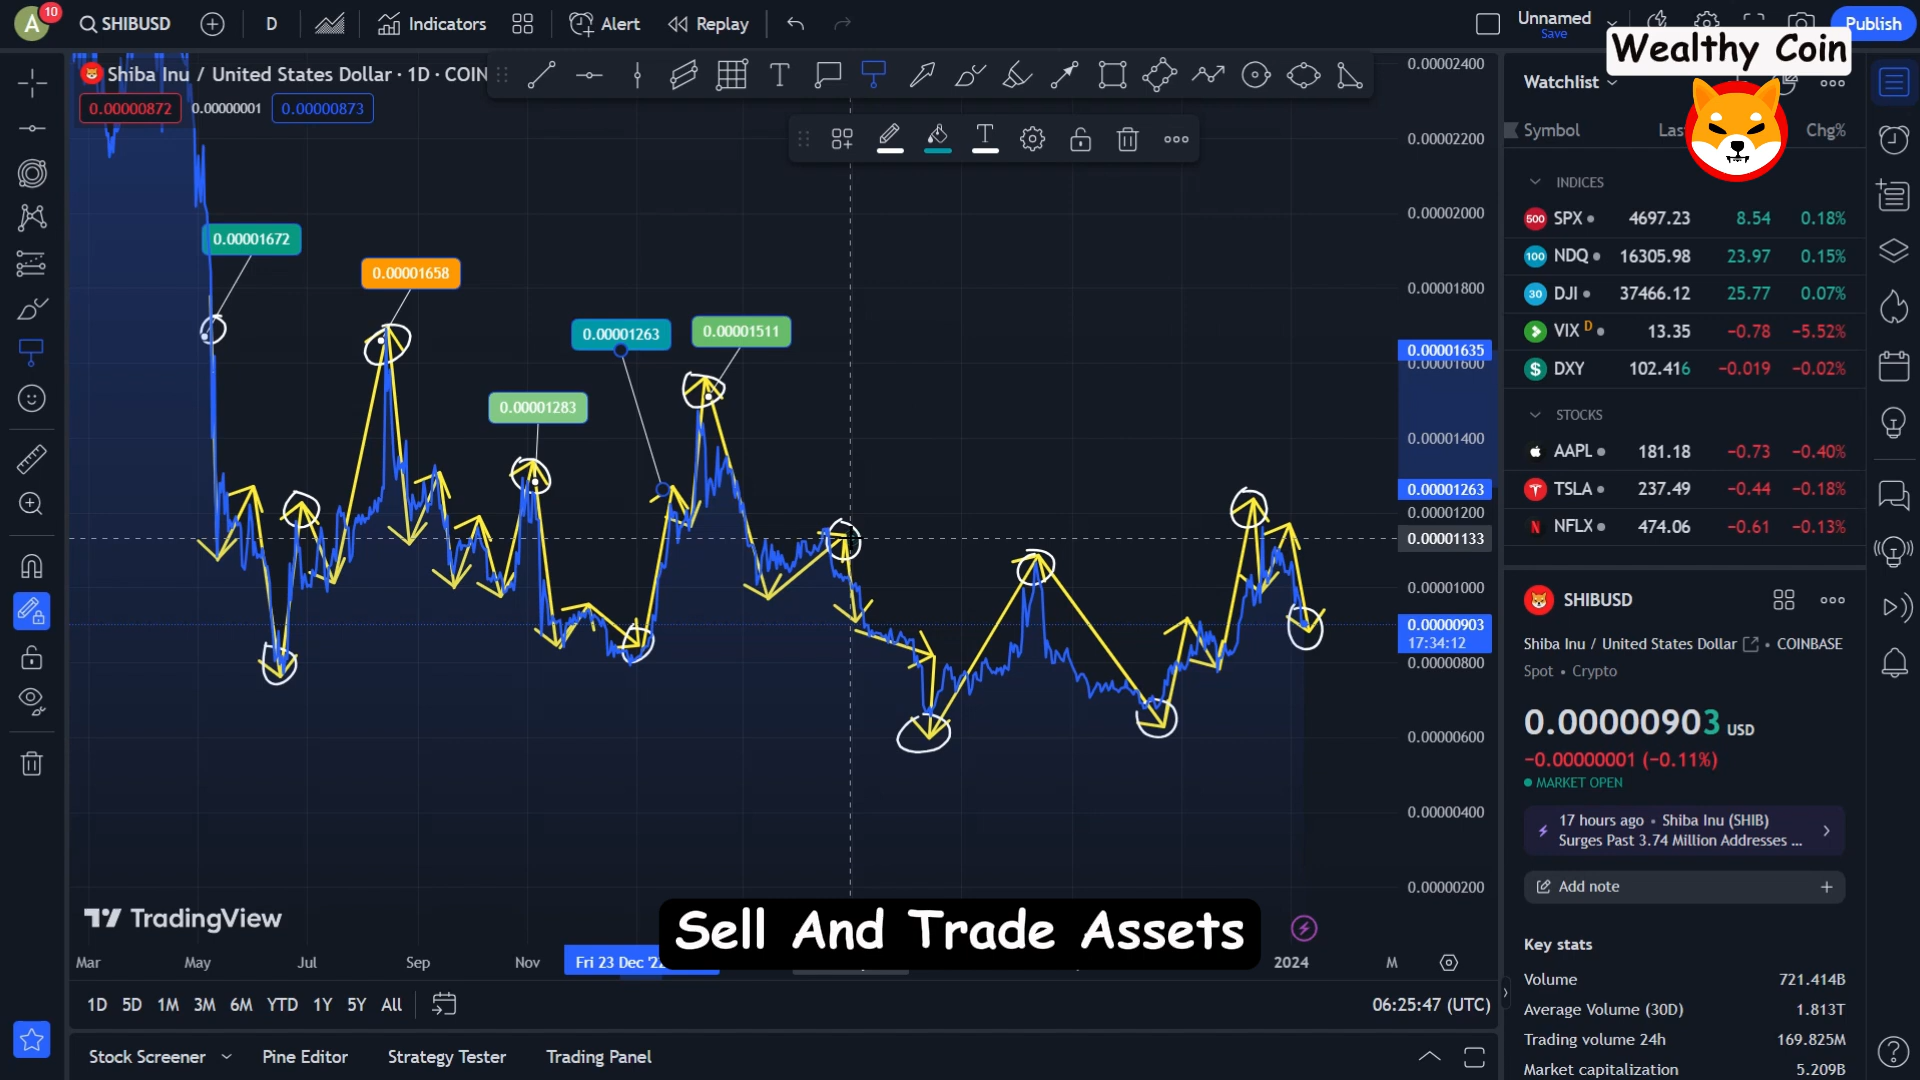 A
10
SHIBUSD
D
Indicators
Alert
Replay
Unnamed
Save
Publish
Wealthy Coin
Shiba Inu / United States Dollar · 1D · COIN
0.00000872
0.00000001
0.00000873
T
T
0.00002400
0.00002200
0.00002000
0.00001800
0.00001635
0.00001600
0.00001400
0.00001263
0.00001200
0.00001133
0.00001000
0.00000903
17:34:12
0.00000800
0.00000600
0.00000400
0.00000200
0.00001672
0.00001658
0.00001263
0.00001511
0.00001283
TradingView
Sell And Trade Assets
Mar
May
Jul
Sep
Nov
Fri 23 Dec '22
2024
M
1D
5D
1M
3M
6M
YTD
1Y
5Y
All
06:25:47 (UTC)
Stock Screener
Pine Editor
Strategy Tester
Trading Panel
Watchlist
Symbol
Las
Chg%
INDICES
500 SPX 4697.23 8.54 0.18%
100 NDQ 16305.98 23.97 0.15%
30 DJI 37466.12 25.77 0.07%
VIX D 13.35 −0.78 −5.52%
$ DXY 102.416 −0.019 −0.02%
STOCKS
AAPL 181.18 −0.73 −0.40%
TSLA 237.49 −0.44 −0.18%
N NFLX 474.06 −0.61 −0.13%
SHIBUSD
Shiba Inu / United States Dollar • COINBASE
Spot • Crypto
0.00000903 USD
−0.00000001 (−0.11%)
MARKET OPEN
17 hours ago • Shiba Inu (SHIB)
Surges Past 3.74 Million Addresses ...
Add note
Key stats
Volume 721.414B
Average Volume (30D) 1.813T
Trading volume 24h 169.825M
Market capitalization 5.209B